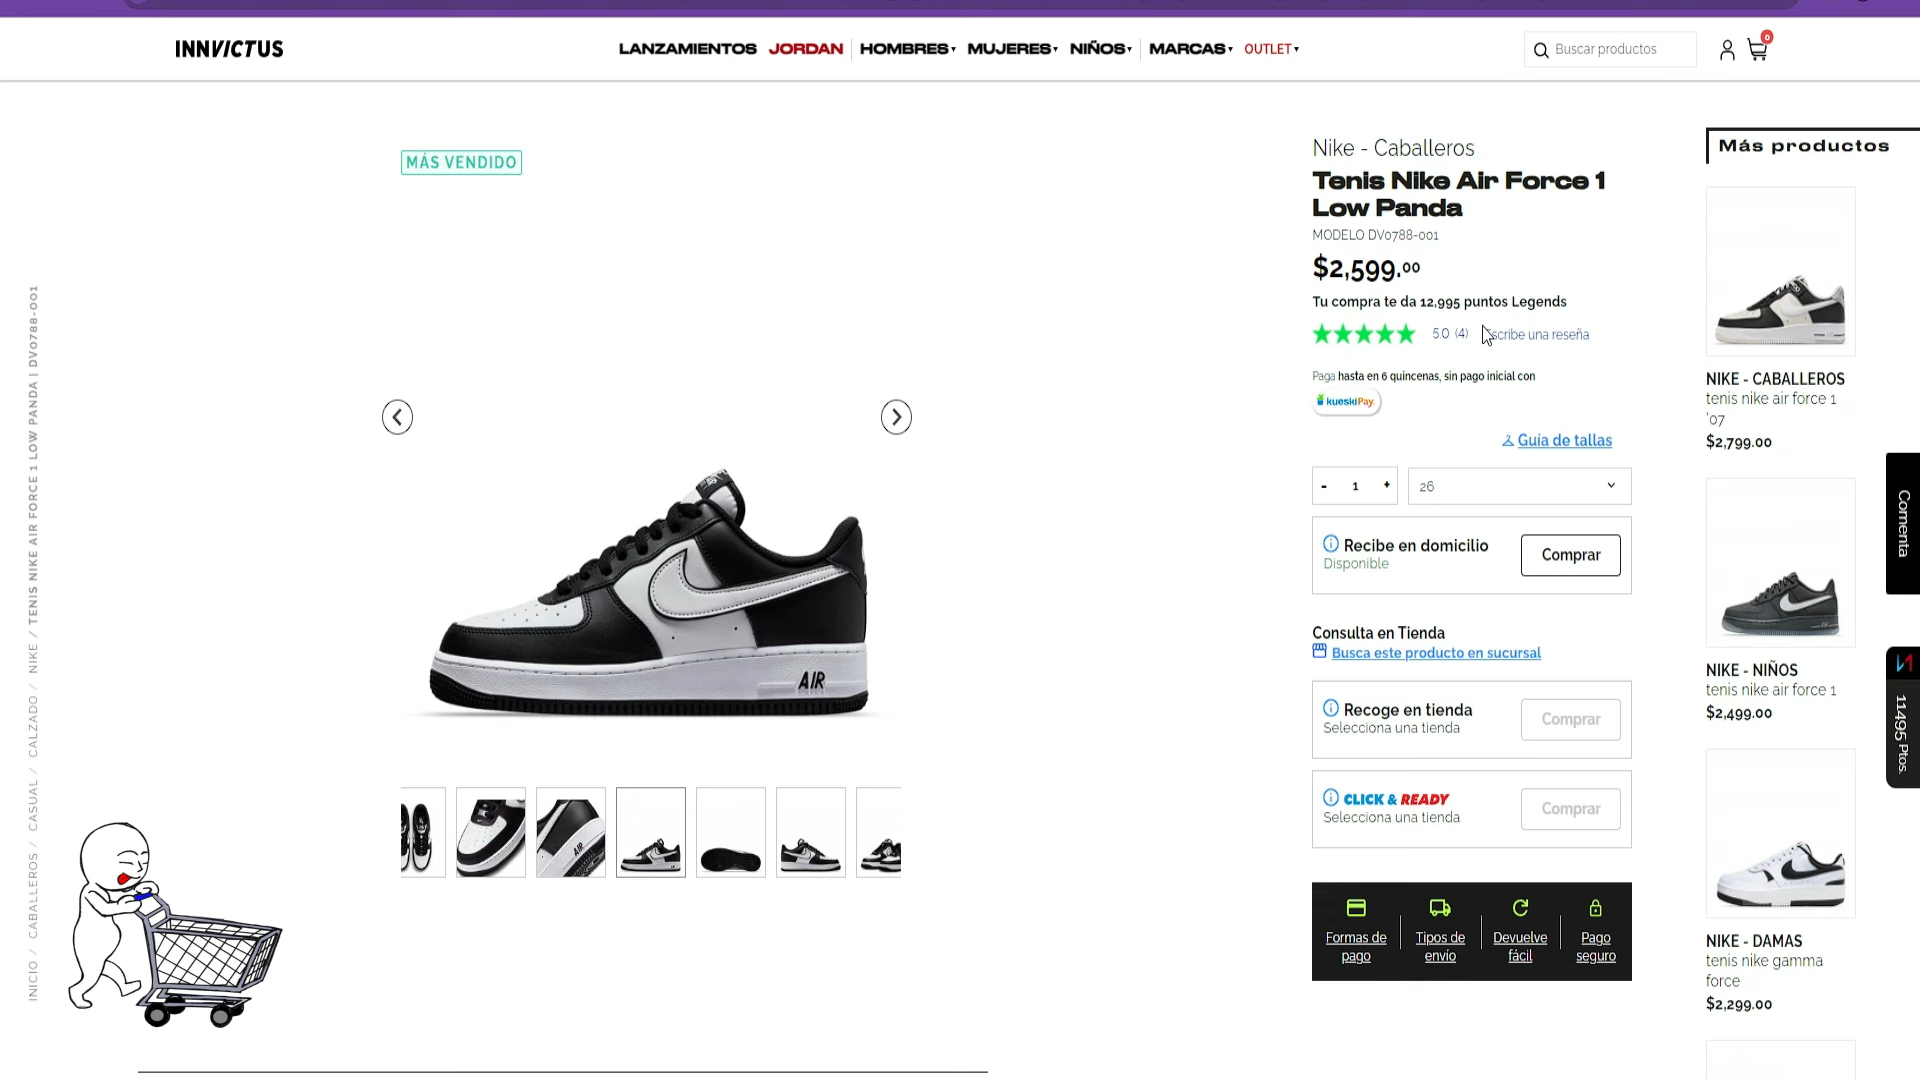 INNVICTUS
LANZAMIENTOS JORDAN HOMBRES MUJERES NIÑOS MARCAS OUTLET
Buscar productos
0
MÁS VENDIDO
Nike - Caballeros
Tenis Nike Air Force 1
Low Panda
MODELO DV0788-001
$2,599.00
Tu compra te da 12,995 puntos Legends
5.0 (4) Escribe una reseña
Paga hasta en 6 quincenas, sin pago inicial con
kueskiPay
Guía de tallas
- 1 + 26
Recibe en domicilio
Disponible
Comprar
Consulta en Tienda
Busca este producto en sucursal
Recoge en tienda
Selecciona una tienda
Comprar
CLICK & READY
Selecciona una tienda
Comprar
Formas de
pago
Tipos de
envío
Devuelve
fácil
Pago
seguro
Más productos
NIKE - CABALLEROS
tenis nike air force 1
'07
$2,799.00
NIKE - NIÑOS
tenis nike air force 1
$2,499.00
NIKE - DAMAS
tenis nike gamma
force
$2,299.00
Comenta
11495 Ptos.
INICIO / CABALLEROS / CASUAL / CALZADO / NIKE / TENIS NIKE AIR FORCE 1 LOW PANDA | DV0788-001
AIR
AIR